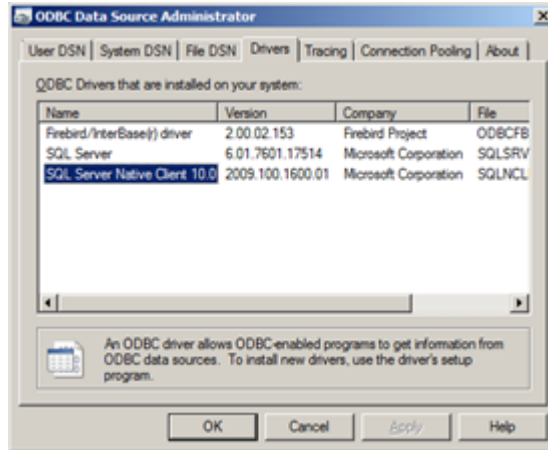 ODBC Data Source Administrator
User DSN System DSN File DSN Drivers Tracing Connection Pooling About
ODBC Drivers that are installed on your system:
Name Version Company File
Firebird/InterBase(r) driver 2.00.02.153 Firebird Project ODBCFB
SQL Server 6.01.7601.17514 Microsoft Corporation SQLSRV
SQL Server Native Client 10.0 2009.100.1600.01 Microsoft Corporation SQLNCL
An ODBC driver allows ODBC-enabled programs to get information from
ODBC data sources. To install new drivers, use the driver's setup
program.
OK Cancel Apply Help